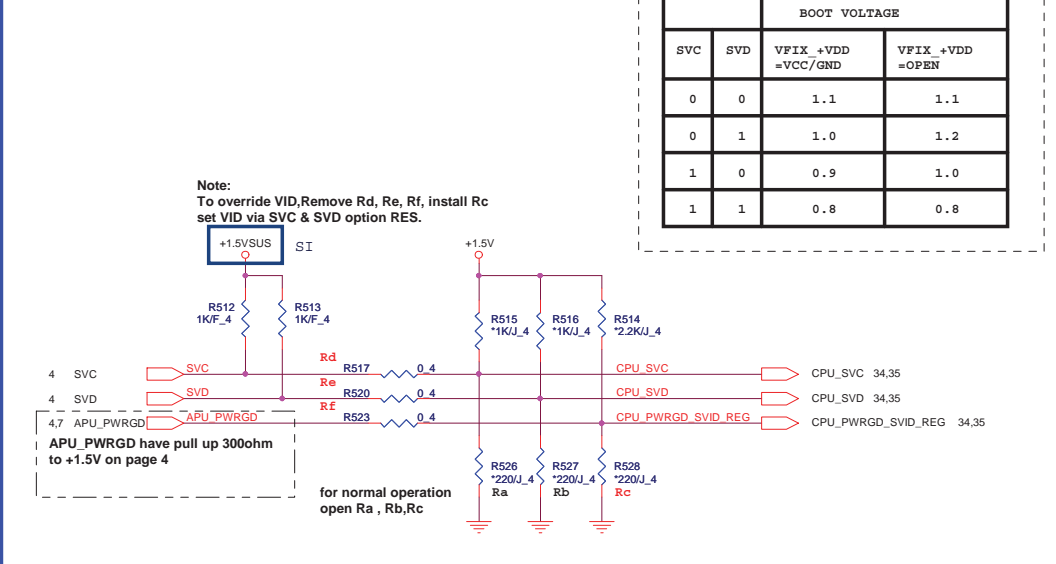 BOOT VOLTAGE
SVC SVD VFIX_+VDD =VCC/GND VFIX_+VDD =OPEN
0 0 1.1 1.1
0 1 1.0 1.2
1 0 0.9 1.0
1 1 0.8 0.8
Note:
To override VID,Remove Rd, Re, Rf, install Rc
set VID via SVC & SVD option RES.
+1.5VSUS SI
+1.5V
R512
1K/F_4
R513
1K/F_4
R515
*1K/J_4
R516
*1K/J_4
R514
*2.2K/J_4
4 SVC SVC Rd R517 0_4 CPU_SVC CPU_SVC 34,35
4 SVD SVD Re R520 0_4 CPU_SVD CPU_SVD 34,35
4,7 APU_PWRGD APU_PWRGD Rf R523 0_4 CPU_PWRGD_SVID_REG CPU_PWRGD_SVID_REG 34,35
APU_PWRGD have pull up 300ohm
to +1.5V on page 4
R526
*220/J_4
Ra
R527
*220/J_4
Rb
R528
*220/J_4
Rc
for normal operation
open Ra , Rb,Rc